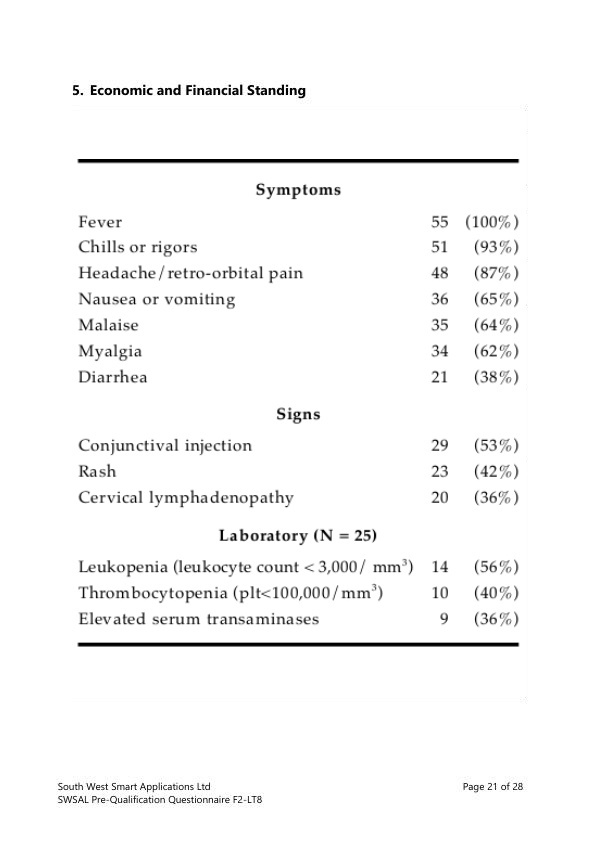 5. Economic and Financial Standing
Symptoms
Fever 55 (100%)
Chills or rigors 51 (93%)
Headache/retro-orbital pain 48 (87%)
Nausea or vomiting 36 (65%)
Malaise 35 (64%)
Myalgia 34 (62%)
Diarrhea 21 (38%)
Signs
Conjunctival injection 29 (53%)
Rash 23 (42%)
Cervical lymphadenopathy 20 (36%)
Laboratory (N = 25)
Leukopenia (leukocyte count < 3,000/ mm³) 14 (56%)
Thrombocytopenia (plt<100,000/mm³) 10 (40%)
Elevated serum transaminases 9 (36%)
South West Smart Applications Ltd Page 21 of 28
SWSAL Pre-Qualification Questionnaire F2-LT8